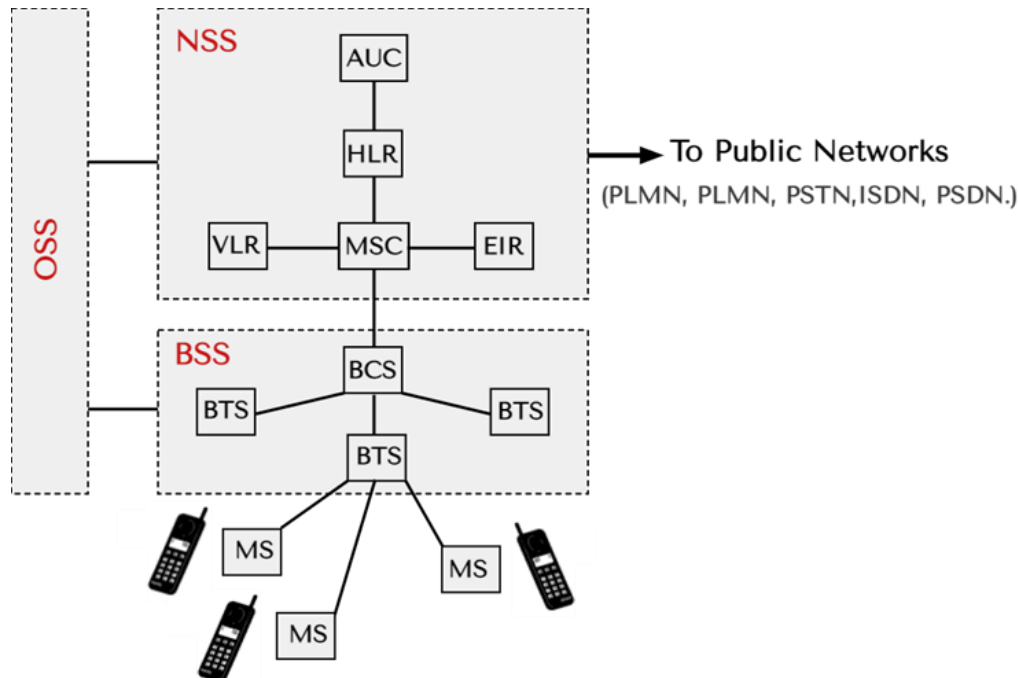 NSS
AUC
HLR
To Public Networks
(PLMN, PLMN, PSTN,ISDN, PSDN.)
VLR
MSC
EIR
OSS
BSS
BCS
BTS
BTS
BTS
MS
MS
MS